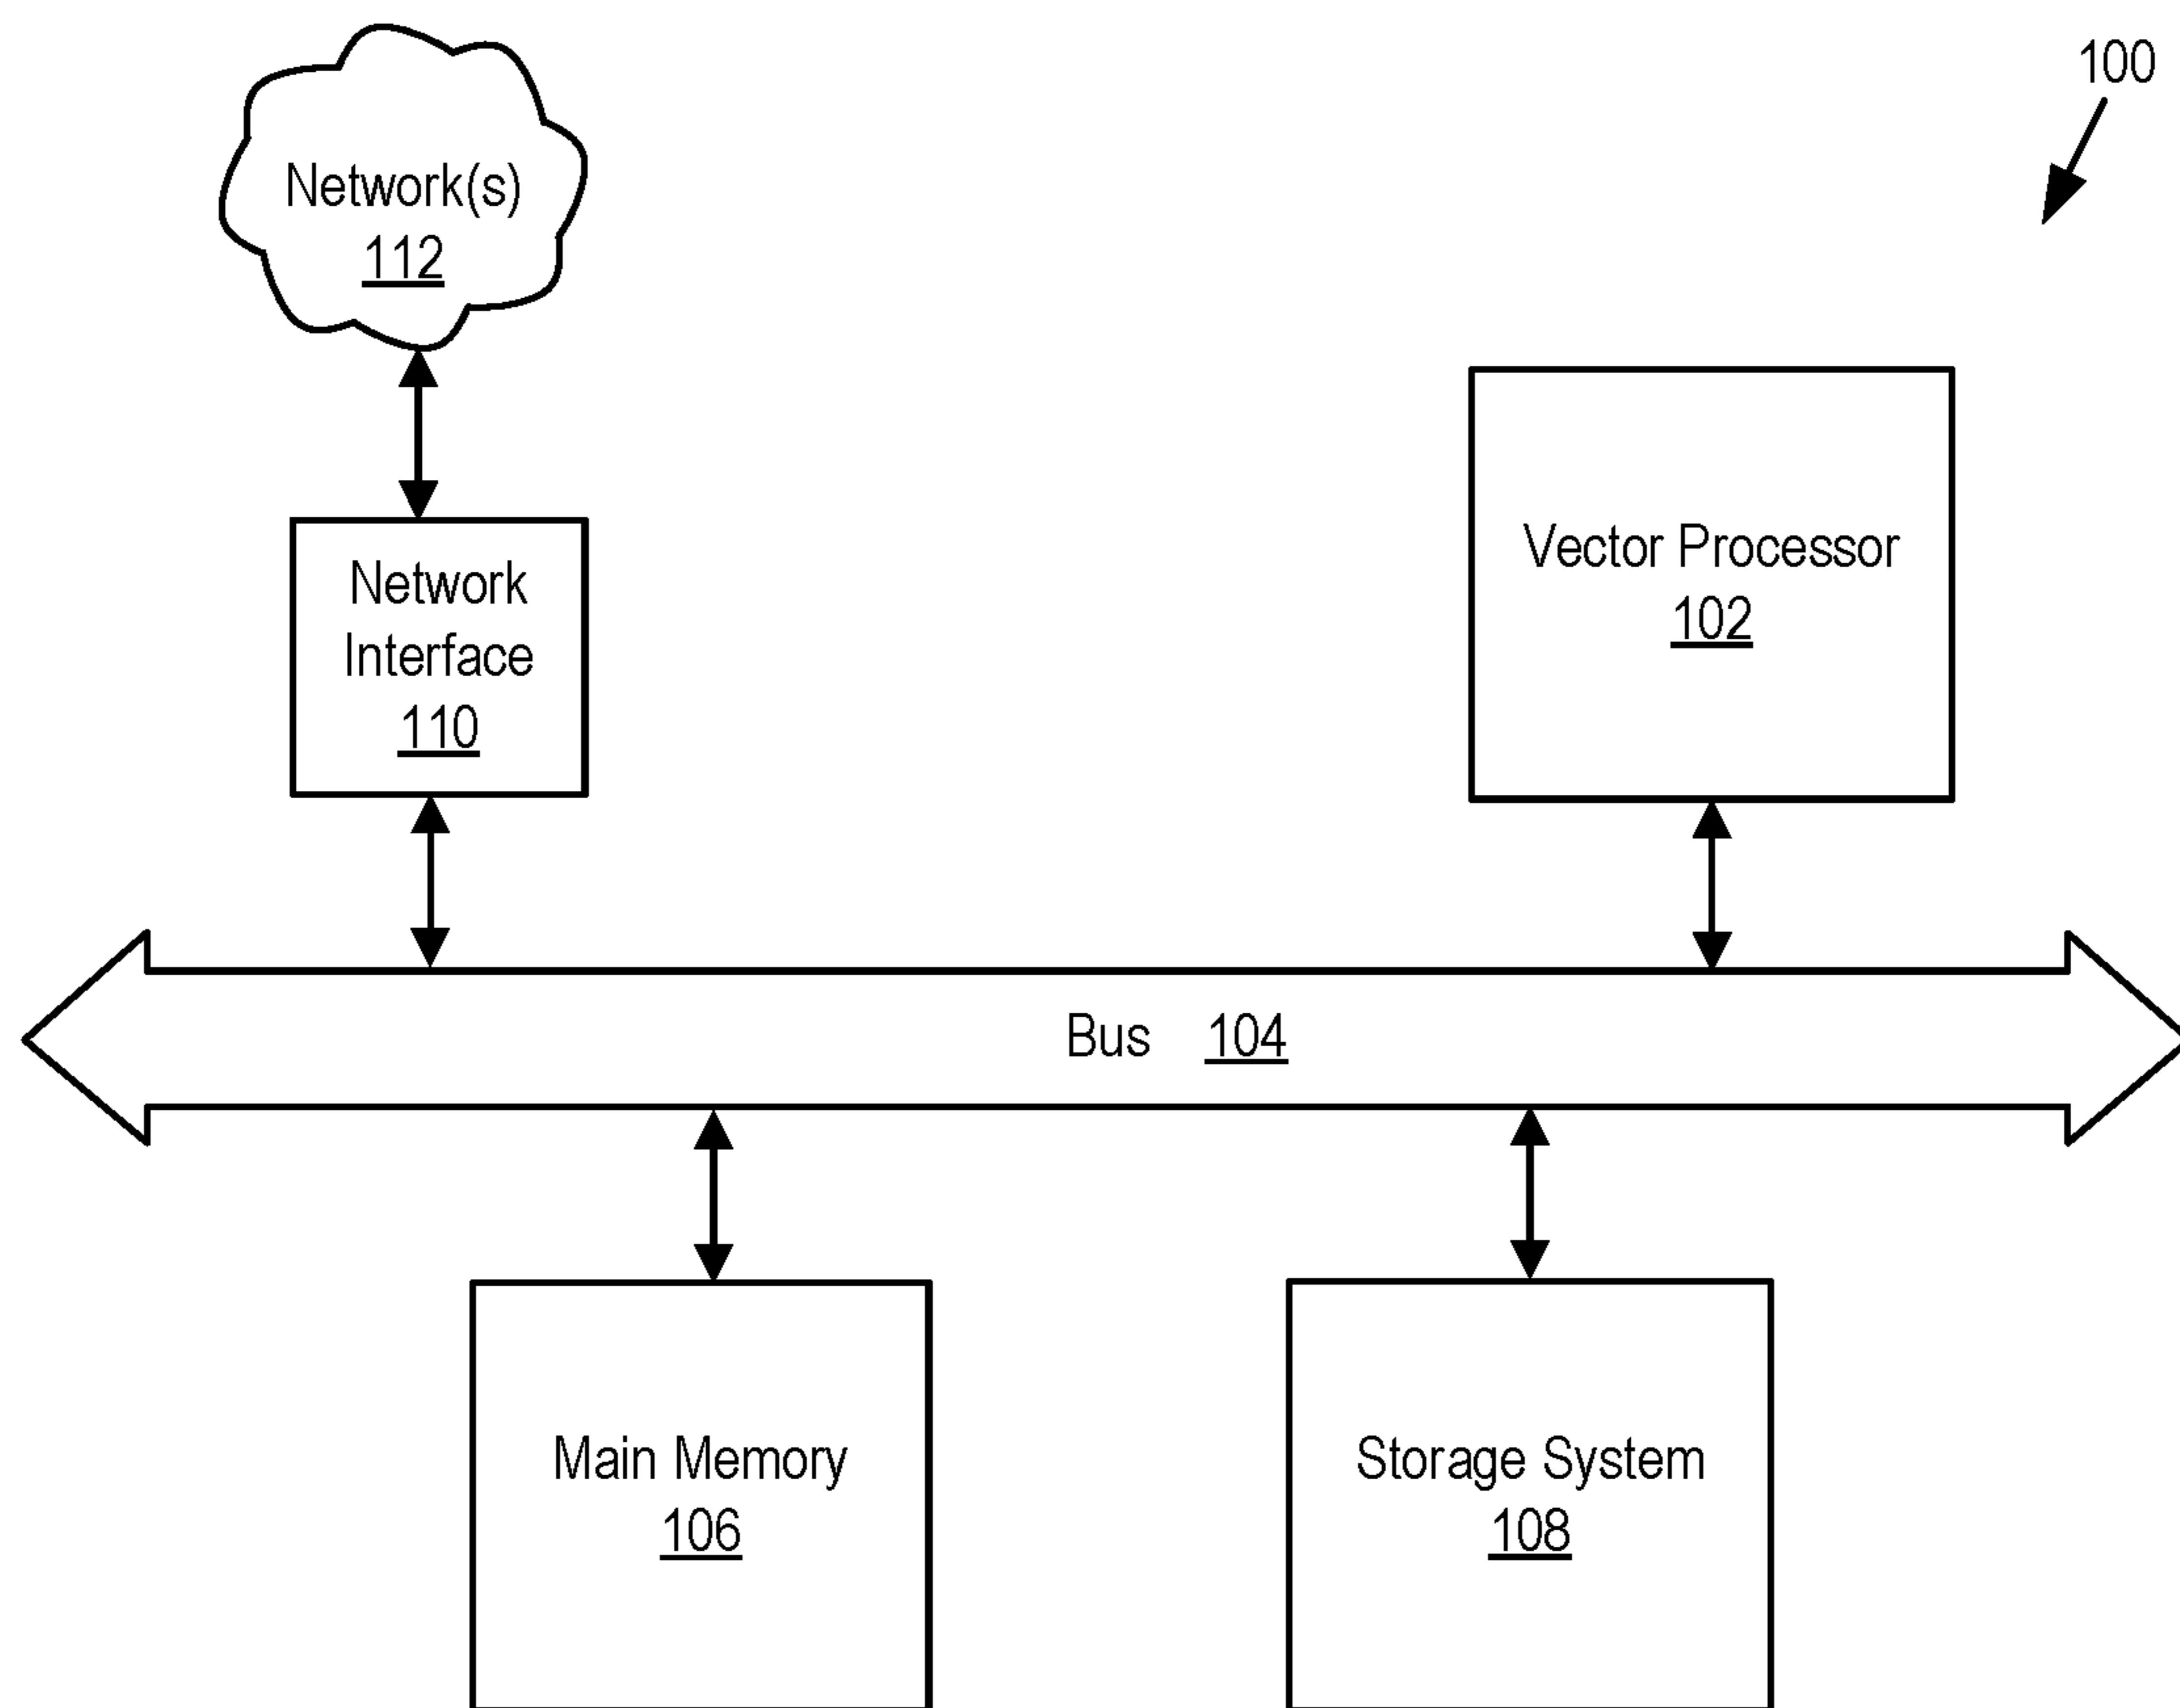 100
Network(s)
112
Vector Processor
102
Network
Interface
110
Bus 104
Main Memory
106
Storage System
108